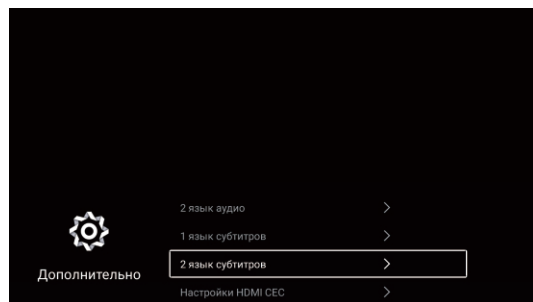 2 язык аудио
1 язык субтитров
2 язык субтитров
Дополнительно
Настройки HDMI CEC